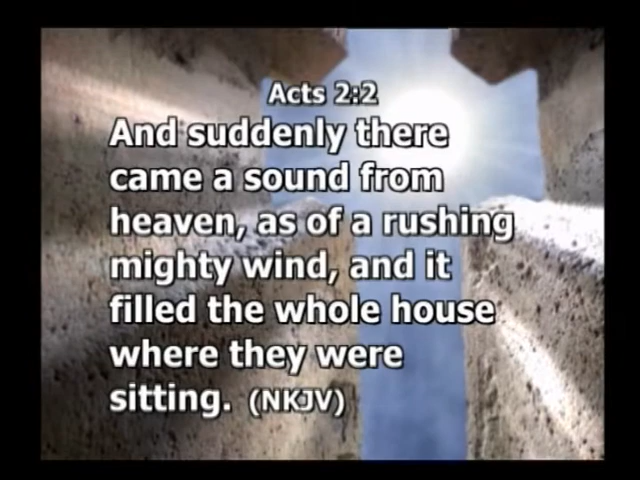 Acts 2:2
And suddenly there
came a sound from
heaven, as of a rushing
mighty wind, and it
filled the whole house
where they were
sitting. (NKJV)